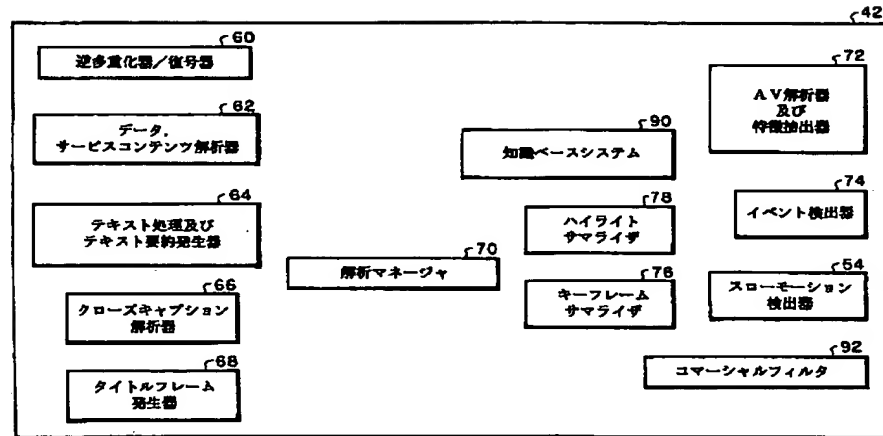 42
60
逆多重化器／復号器
62
データ,
サービスコンテンツ解析器
64
テキスト処理及び
テキスト要約発生器
66
クローズキャプション
解析器
68
タイトルフレーム
発生器
70
解析マネージャ
90
知識ベースシステム
78
ハイライト
サマライザ
76
キーフレーム
サマライザ
72
AV解析器
及び
特徴抽出器
74
イベント検出器
54
スローモーション
検出器
92
コマーシャルフィルタ